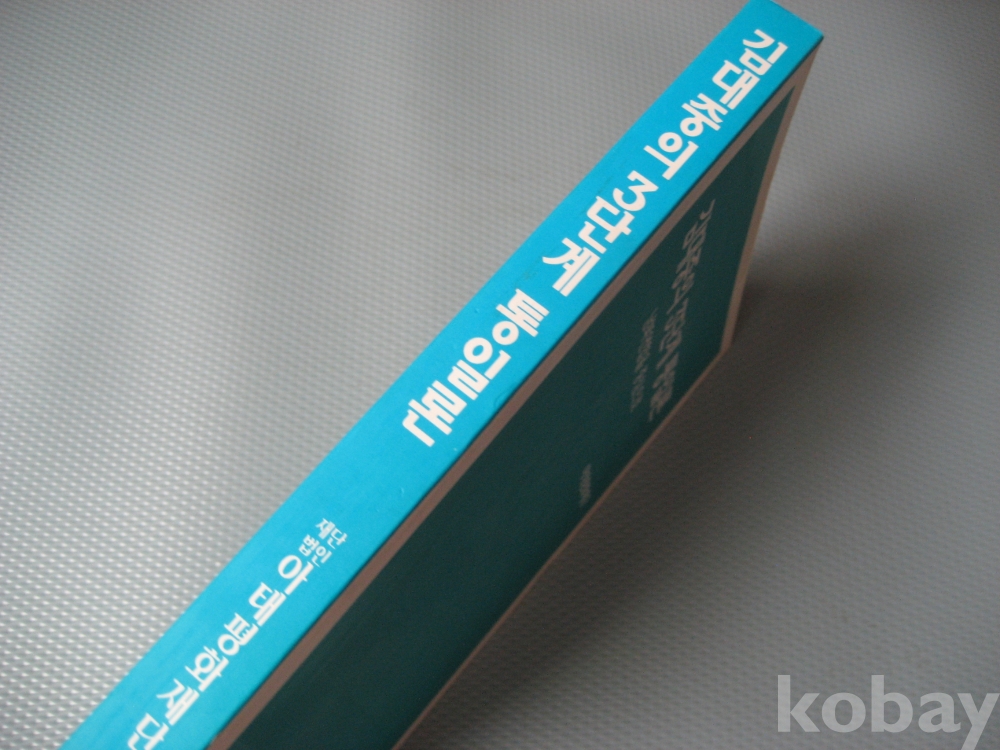 김대중의 3단계 통일론
재단
법인
아태평화재단
kobay